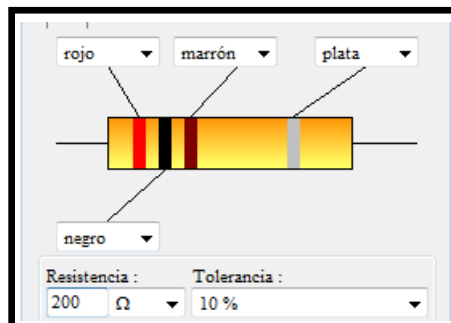 rojo marrón plata
negro
Resistencia : Tolerancia :
200 Ω 10 %